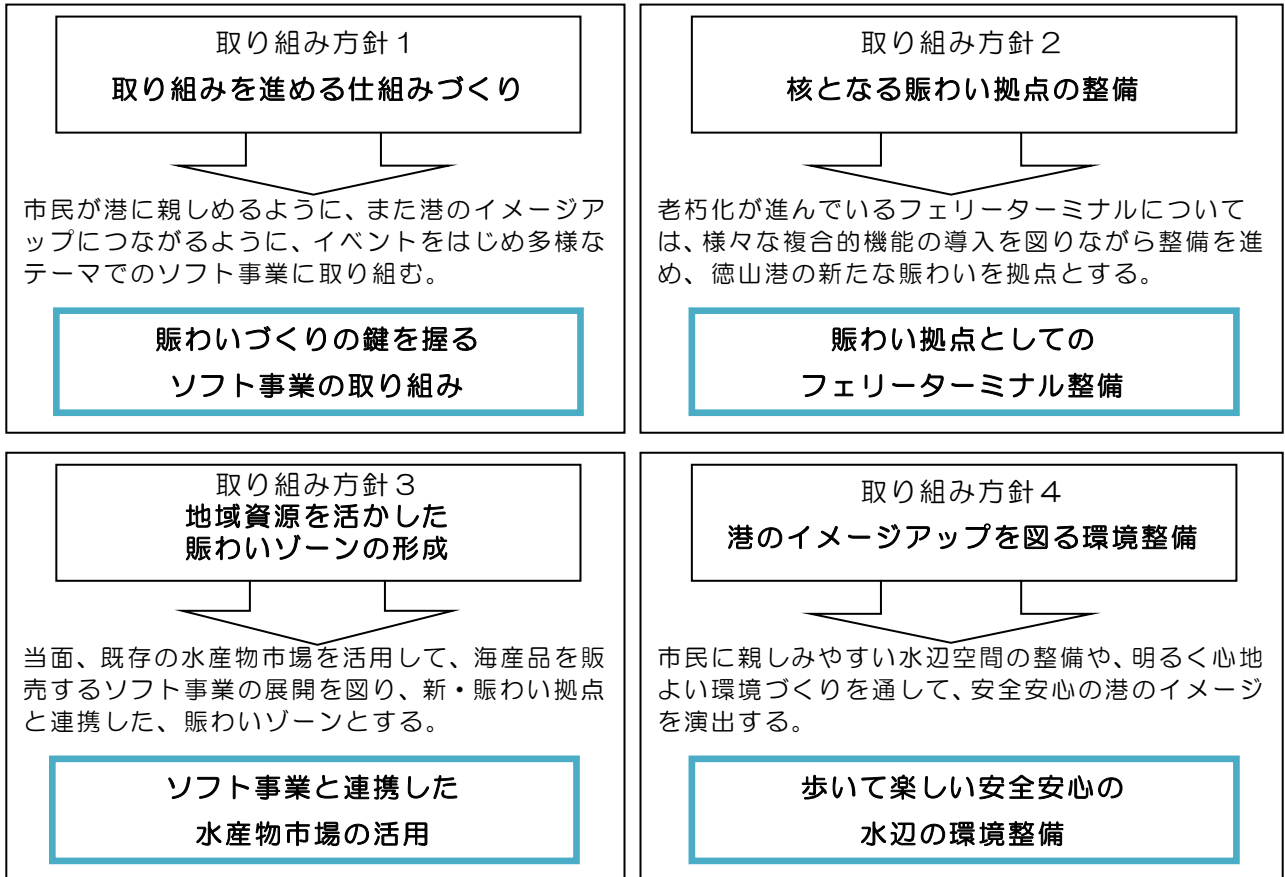 取り組み方針１
取り組みを進める仕組みづくり
市民が港に親しめるように、また港のイメージア
ップにつながるように、イベントをはじめ多様な
テーマでのソフト事業に取り組む。
賑わいづくりの鍵を握る
ソフト事業の取り組み
取り組み方針２
核となる賑わい拠点の整備
老朽化が進んでいるフェリーターミナルについて
は、様々な複合的機能の導入を図りながら整備を進
め、徳山港の新たな賑わいを拠点とする。
賑わい拠点としての
フェリーターミナル整備
取り組み方針３
地域資源を活かした
賑わいゾーンの形成
当面、既存の水産物市場を活用して、海産品を販
売するソフト事業の展開を図り、新・賑わい拠点
と連携した、賑わいゾーンとする。
ソフト事業と連携した
水産物市場の活用
取り組み方針４
港のイメージアップを図る環境整備
市民に親しみやすい水辺空間の整備や、明るく心地
よい環境づくりを通して、安全安心の港のイメージ
を演出する。
歩いて楽しい安全安心の
水辺の環境整備